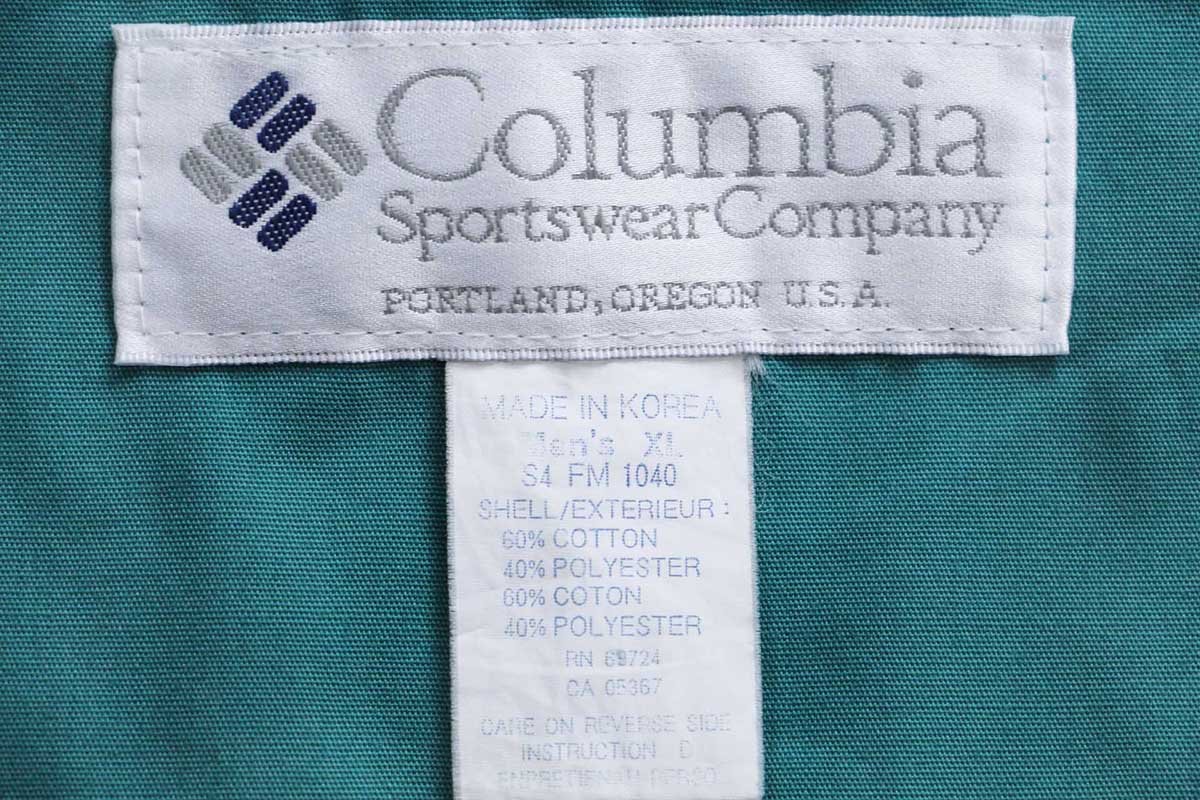 Columbia
Sportswear Company
PORTLAND, OREGON U.S.A.
MADE IN KOREA
Men's XL
S4 FM 1040
SHELL/EXTERIEUR :
60% COTTON
40% POLYESTER
60% COTON
40% POLYESTER
RN 69724
CA 05367
CARE ON REVERSE SIDE
INSTRUCTION D